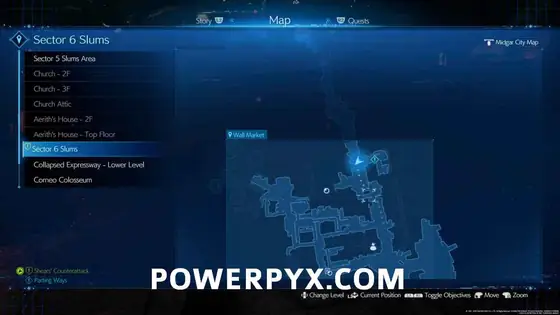 Story
Map
Quests
Sector 6 Slums
Midgar City Map
Sector 5 Slums Area
Church - 2F
Church - 3F
Church Attic
Aerith's House - 2F
Aerith's House - Top Floor
Sector 6 Slums
Collapsed Expressway - Lower Level
Corneo Colosseum
Wall Market
Shears' Counterattack
Parting Ways
POWERPYX.COM
Change Level
Current Position
Toggle Objectives
Move
Zoom